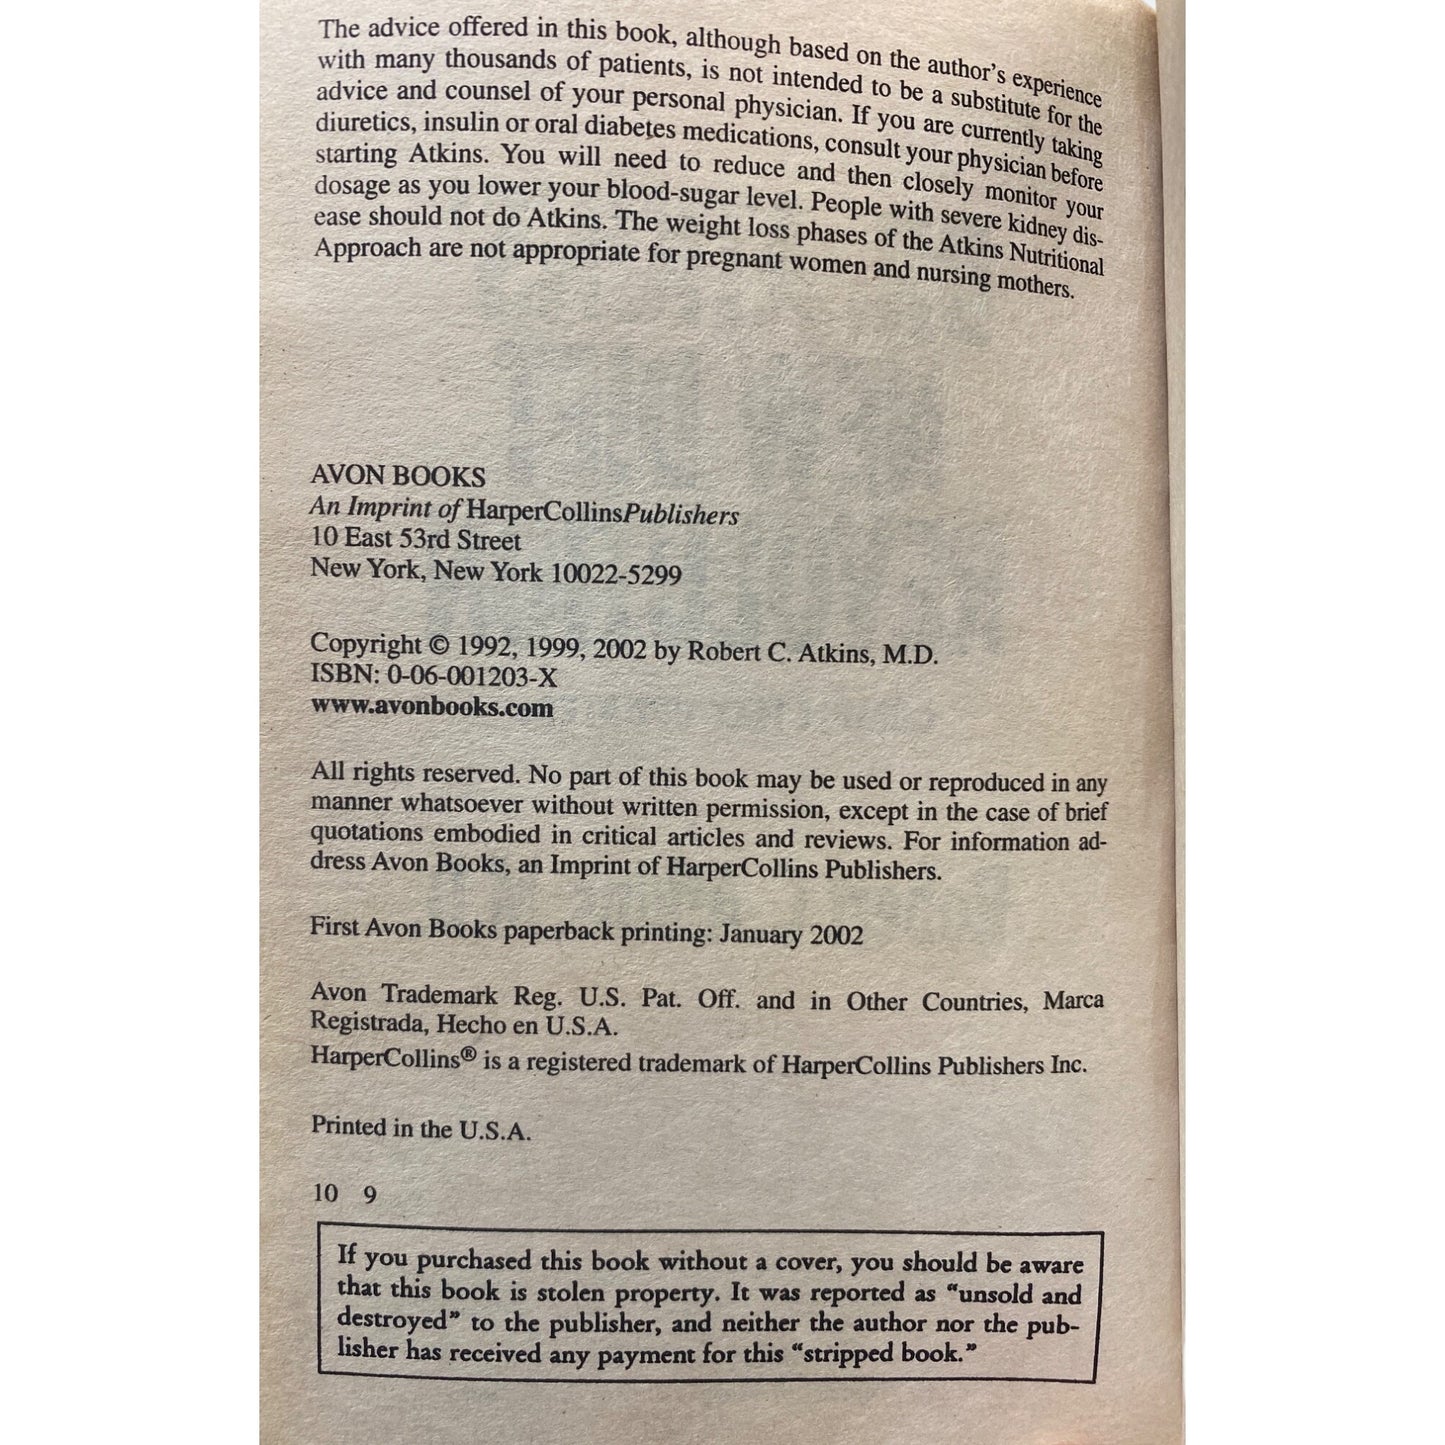 The advice offered in this book, although based on the author's experience
with many thousands of patients, is not intended to be a substitute for the
advice and counsel of your personal physician. If you are currently taking
diuretics, insulin or oral diabetes medications, consult your physician before
starting Atkins. You will need to reduce and then closely monitor your
dosage as you lower your blood-sugar level. People with severe kidney dis-
ease should not do Atkins. The weight loss phases of the Atkins Nutritional
Approach are not appropriate for pregnant women and nursing mothers.
AVON BOOKS
An Imprint of HarperCollinsPublishers
10 East 53rd Street
New York, New York 10022-5299
Copyright © 1992, 1999, 2002 by Robert C. Atkins, M.D.
ISBN: 0-06-001203-X
www.avonbooks.com
All rights reserved. No part of this book may be used or reproduced in any
manner whatsoever without written permission, except in the case of brief
quotations embodied in critical articles and reviews. For information ad-
dress Avon Books, an Imprint of HarperCollins Publishers.
First Avon Books paperback printing: January 2002
Avon Trademark Reg. U.S. Pat. Off. and in Other Countries, Marca
Registrada, Hecho en U.S.A.
HarperCollins® is a registered trademark of HarperCollins Publishers Inc.
Printed in the U.S.A.
10 9
If you purchased this book without a cover, you should be aware
that this book is stolen property. It was reported as "unsold and
destroyed" to the publisher, and neither the author nor the pub-
lisher has received any payment for this "stripped book."